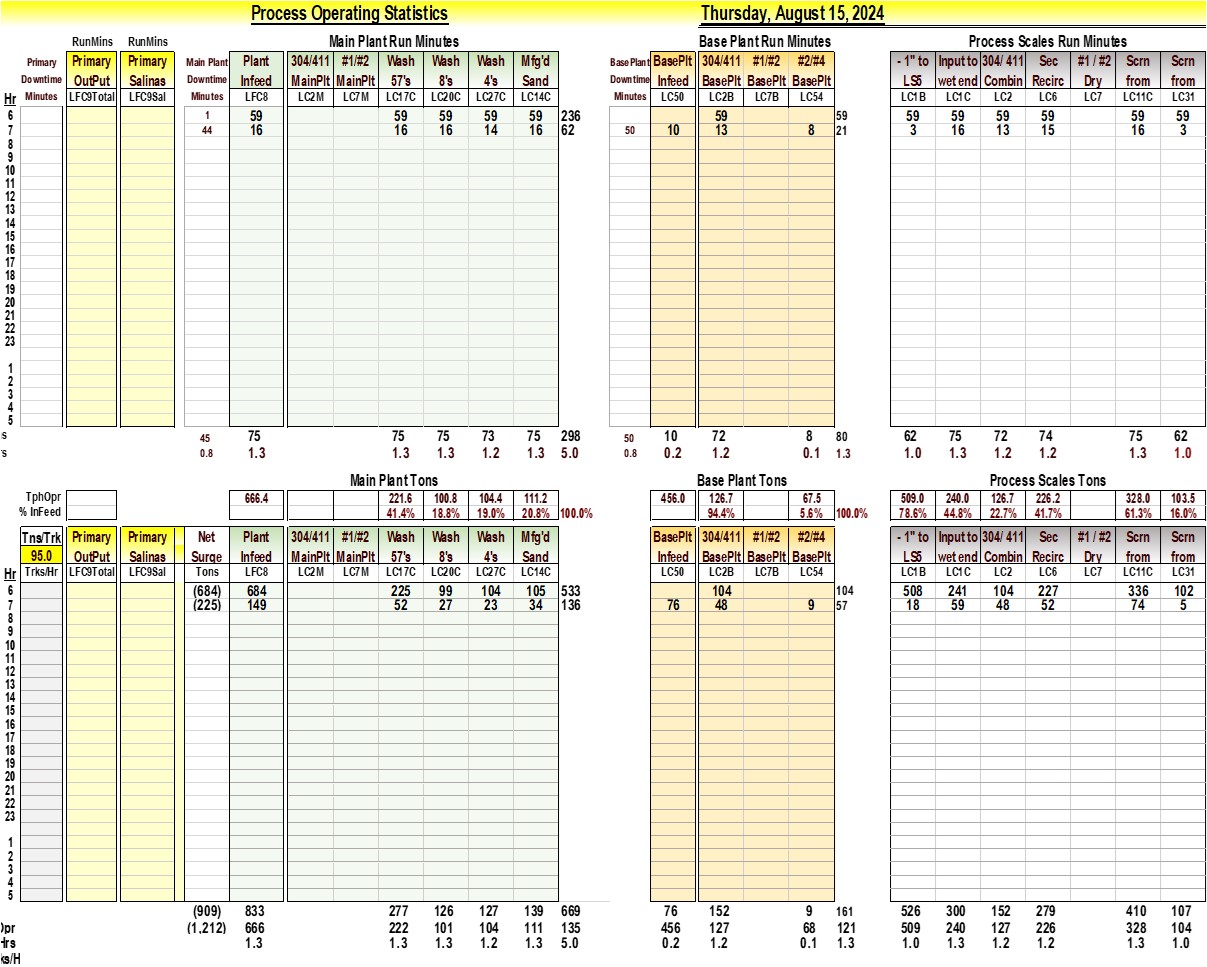 Process Operating Statistics Thursday, August 15, 2024
RunMins RunMins Main Plant Run Minutes Base Plant Run Minutes Process Scales Run Minutes
Primary Primary Primary Main Plant Plant 304/411 #1/#2 Wash Wash Wash Mfg'd BasePlant BasePlt 304/411 #1/#2 #2/#4 - 1" to Input to 304/ 411 Sec #1 / #2 Scrn Scrn
Downtime OutPut Salinas Downtime Infeed MainPlt MainPlt 57's 8's 4's Sand Downtime Infeed BasePlt BasePlt BasePlt LS5 wet end Combin Recirc Dry from from
Hr Minutes LFC9Total LFC9Sal Minutes LFC8 LC2M LC7M LC17C LC20C LC27C LC14C Minutes LC50 LC2B LC7B LC54 LC1B LC1C LC2 LC6 LC7 LC11C LC31
6 1 59 59 59 59 59 236 59 59 59 59 59 59 59 59
7 44 16 16 16 14 16 62 50 10 13 8 21 3 16 13 15 16 3
8
9
10
11
12
13
14
15
16
17
18
19
20
21
22
23
1
2
3
4
5
s 45 75 75 75 73 75 298 50 10 72 8 80 62 75 72 74 75 62
s 0.8 1.3 1.3 1.3 1.2 1.3 5.0 0.8 0.2 1.2 0.1 1.3 1.0 1.3 1.2 1.2 1.3 1.0
Main Plant Tons Base Plant Tons Process Scales Tons
TphOpr 666.4 221.6 100.8 104.4 111.2 456.0 126.7 67.5 509.0 240.0 126.7 226.2 328.0 103.5
% InFeed 41.4% 18.8% 19.0% 20.8% 100.0% 94.4% 5.6% 100.0% 78.6% 44.8% 22.7% 41.7% 61.3% 16.0%
Tns/Trk Primary Primary Net Plant 304/411 #1/#2 Wash Wash Wash Mfg'd BasePlt 304/411 #1/#2 #2/#4 - 1" to Input to 304/ 411 Sec #1 / #2 Scrn Scrn
95.0 OutPut Salinas Surge Infeed MainPlt MainPlt 57's 8's 4's Sand Infeed BasePlt BasePlt BasePlt LS5 wet end Combin Recirc Dry from from
Hr Trks/Hr LFC9Total LFC9Sal Tons LFC8 LC2M LC7M LC17C LC20C LC27C LC14C LC50 LC2B LC7B LC54 LC1B LC1C LC2 LC6 LC7 LC11C LC31
6 (684) 684 225 99 104 105 533 104 104 508 241 104 227 336 102
7 (225) 149 52 27 23 34 136 76 48 9 57 18 59 48 52 74 5
8
9
10
11
12
13
14
15
16
17
18
19
20
21
22
23
1
2
3
4
5
(909) 833 277 126 127 139 669 76 152 9 161 526 300 152 279 410 107
Opr (1,212) 666 222 101 104 111 135 456 127 68 121 509 240 127 226 328 104
Hrs 1.3 1.3 1.3 1.2 1.3 5.0 0.2 1.2 0.1 1.3 1.0 1.3 1.2 1.2 1.3 1.0
ks/H